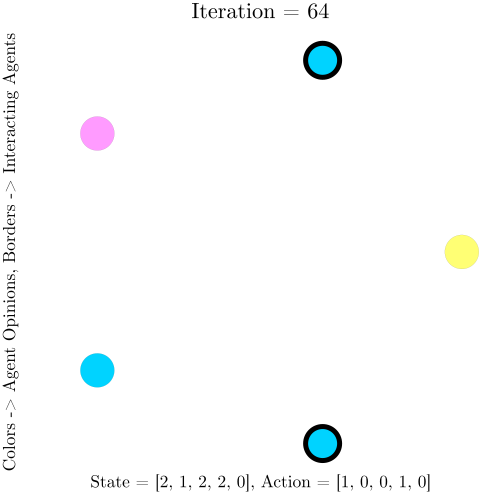 Iteration = 64
Colors -> Agent Opinions, Borders -> Interacting Agents
State = [2, 1, 2, 2, 0], Action = [1, 0, 0, 1, 0]